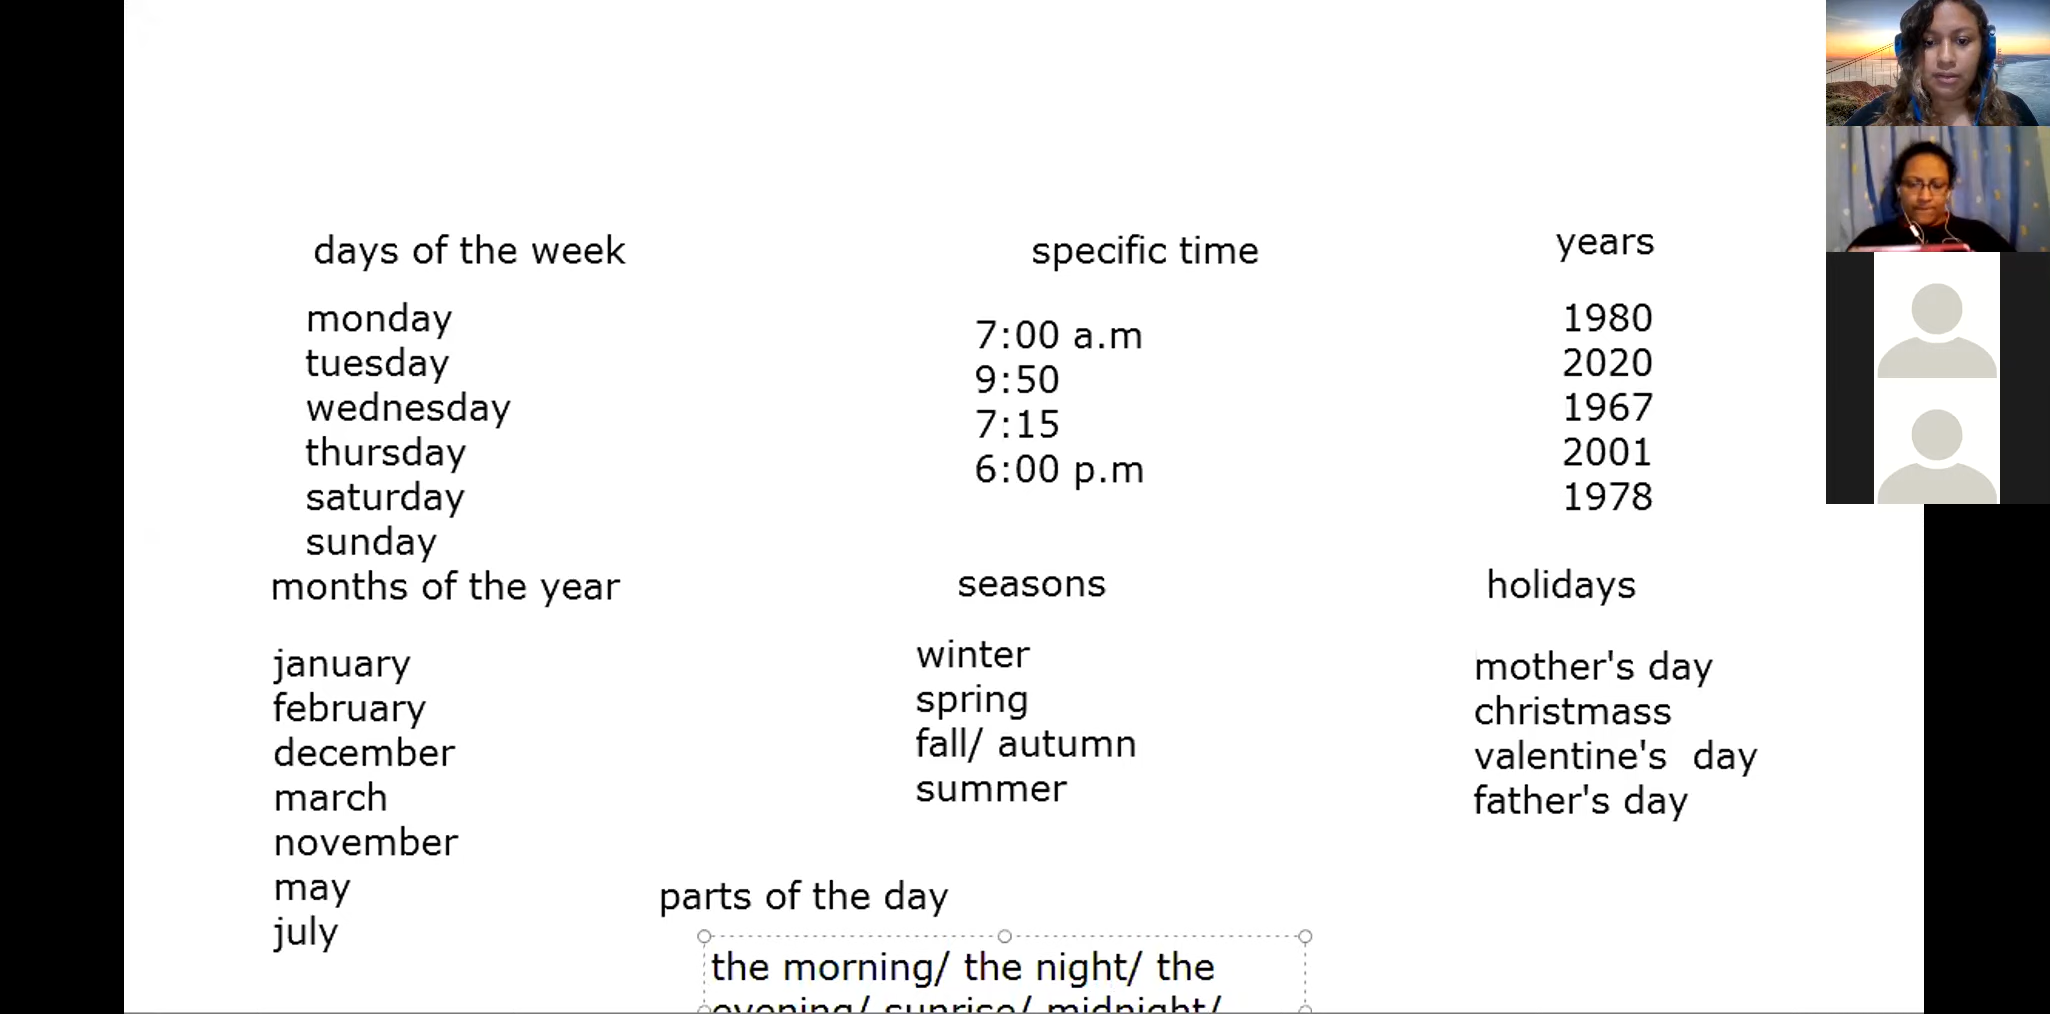 days of the week
monday
tuesday
wednesday
thursday
saturday
sunday
specific time
7:00 a.m
9:50
7:15
6:00 p.m
years
1980
2020
1967
2001
1978
months of the year
january
february
december
march
november
may
july
seasons
winter
spring
fall/ autumn
summer
holidays
mother's day
christmass
valentine's  day
father's day
parts of the day
the morning/ the night/ the
evening/ sunrise/ midnight/